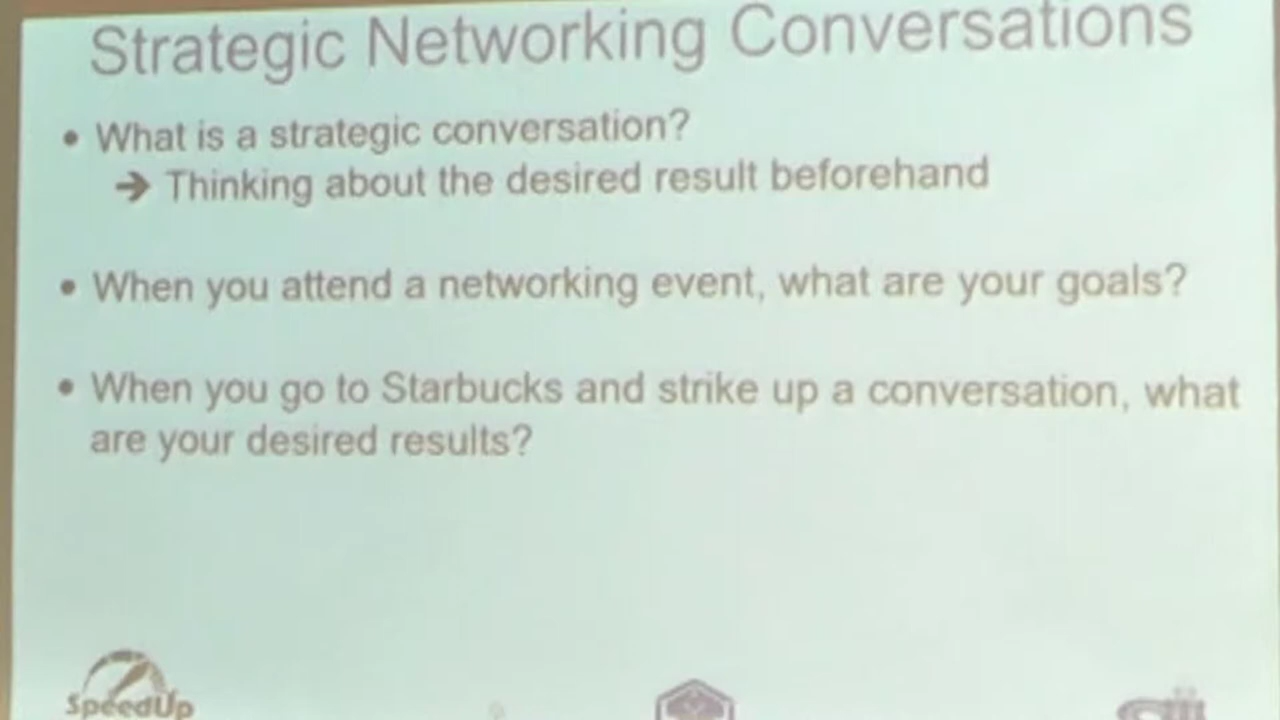 Strategic Networking Conversations
• What is a strategic conversation?
➔ Thinking about the desired result beforehand
• When you attend a networking event, what are your goals?
• When you go to Starbucks and strike up a conversation, what
are your desired results?
SpeedUp